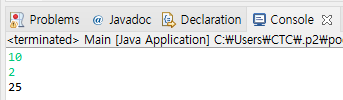 Problems @ Javadoc Declaration Console
<terminated> Main [Java Application] C:₩Users₩CTC₩.p2₩po
10
2
25